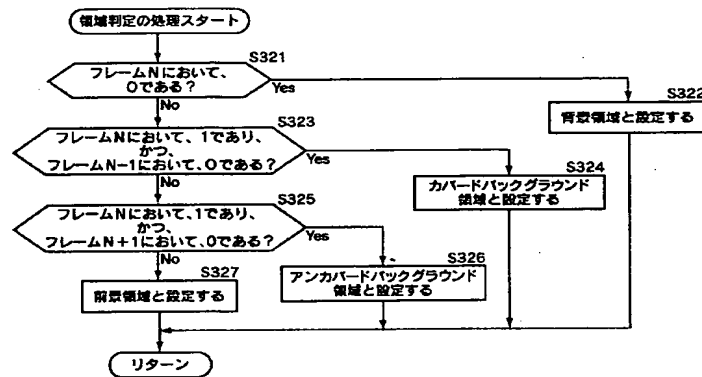 領域判定の処理スタート
S321
フレームNにおいて、
0である?
Yes
No
S322
背景領域と設定する
S323
フレームNにおいて、1であり、
かつ、
フレームN-1において、0である?
Yes
No
S324
カバードバックグラウンド
領域と設定する
S325
フレームNにおいて、1であり、
かつ、
フレームN+1において、0である?
Yes
No
S326
アンカバードバックグラウンド
領域と設定する
S327
前景領域と設定する
リターン